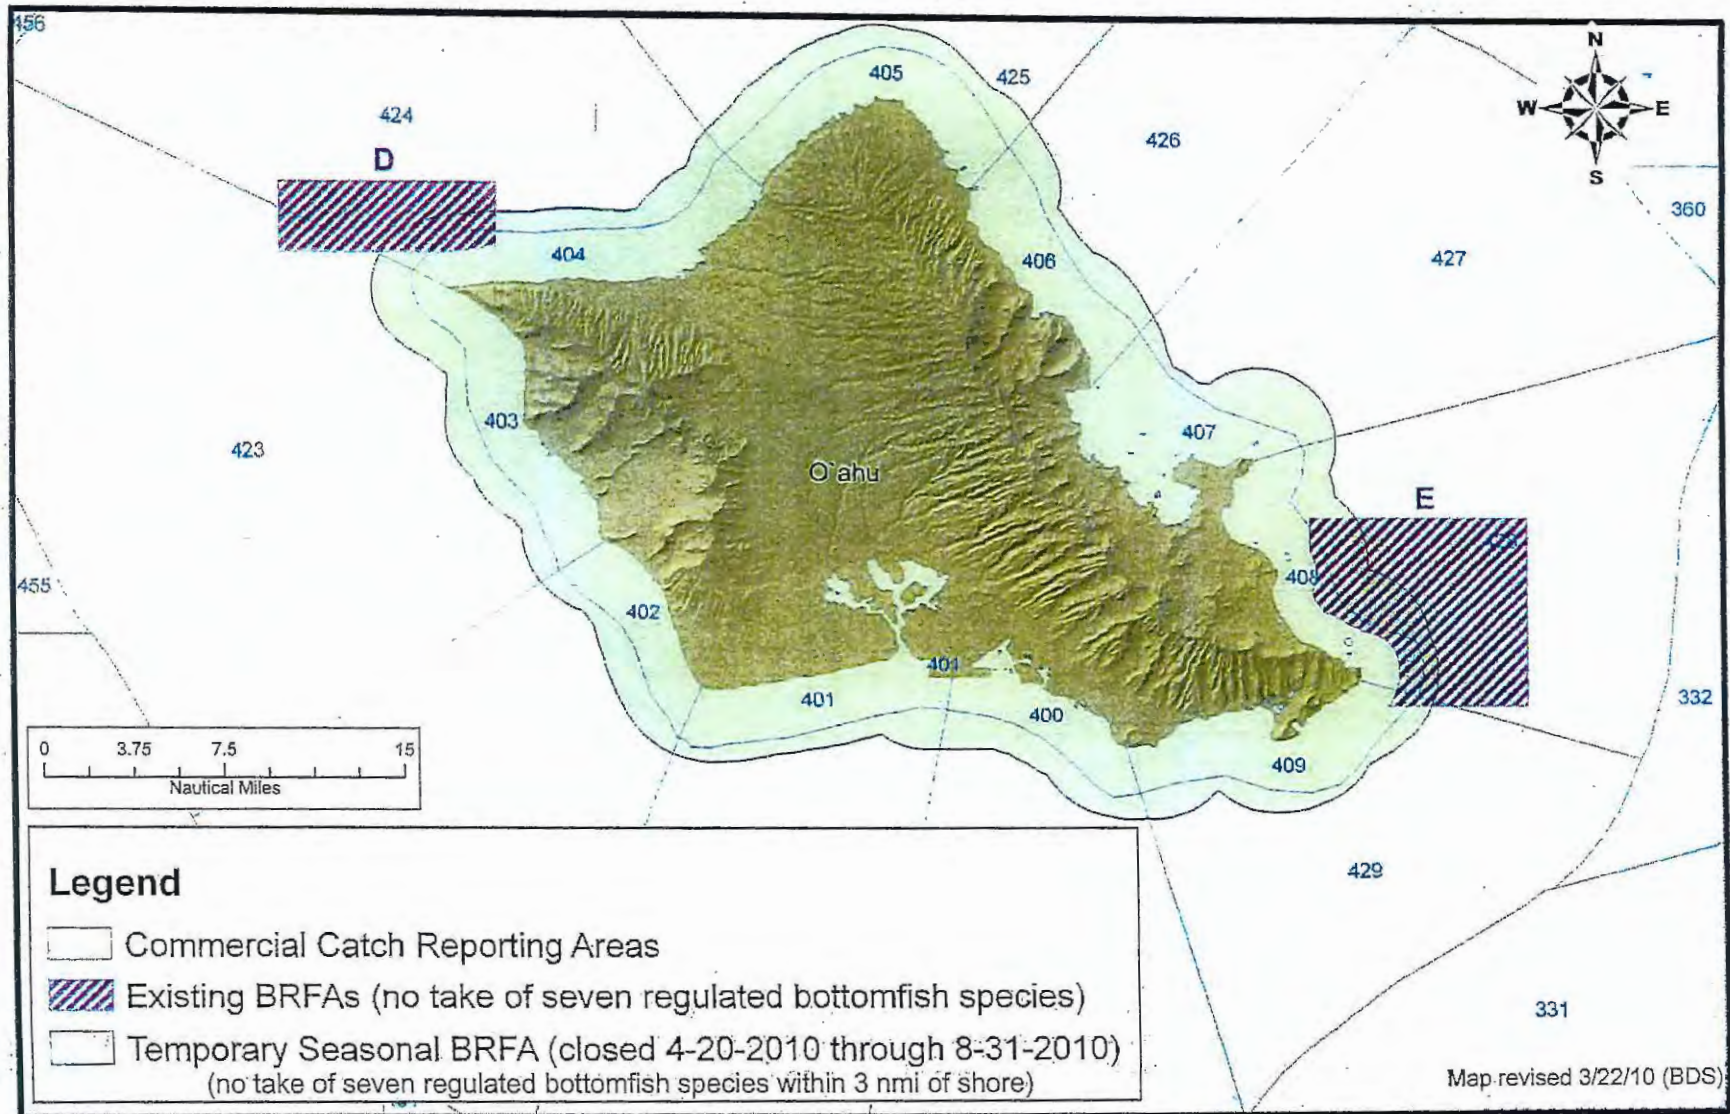 456
424
405
425
426
N
W E
S
360
D
427
404
406
403
423
407
O`ahu
E
408
455
402
401
401
400
332
409
0 3.75 7.5 15
Nautical Miles
429
331
Legend
Commercial Catch Reporting Areas
Existing BRFAs (no take of seven regulated bottomfish species)
Temporary Seasonal BRFA (closed 4-20-2010 through 8-31-2010)
(no take of seven regulated bottomfish species within 3 nmi of shore)
Map revised 3/22/10 (BDS)